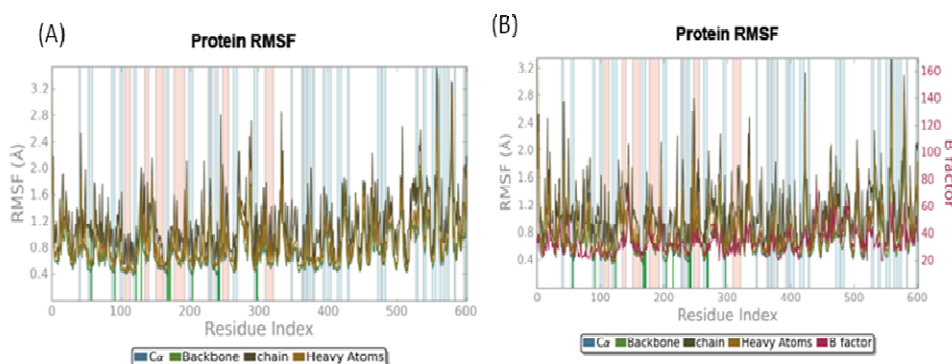 (A)
Protein RMSF
RMSF (Å)
3.2
2.8
2.4
2.0
1.6
1.2
0.8
0.4
0 100 200 300 400 500 600
Residue Index
Cα Backbone chain Heavy Atoms
(B)
Protein RMSF
RMSF (Å)
3.2
2.8
2.4
2.0
1.6
1.2
0.8
0.4
160
140
120
100
80
60
40
20
B factor
0 100 200 300 400 500 600
Residue Index
Cα Backbone chain Heavy Atoms B factor